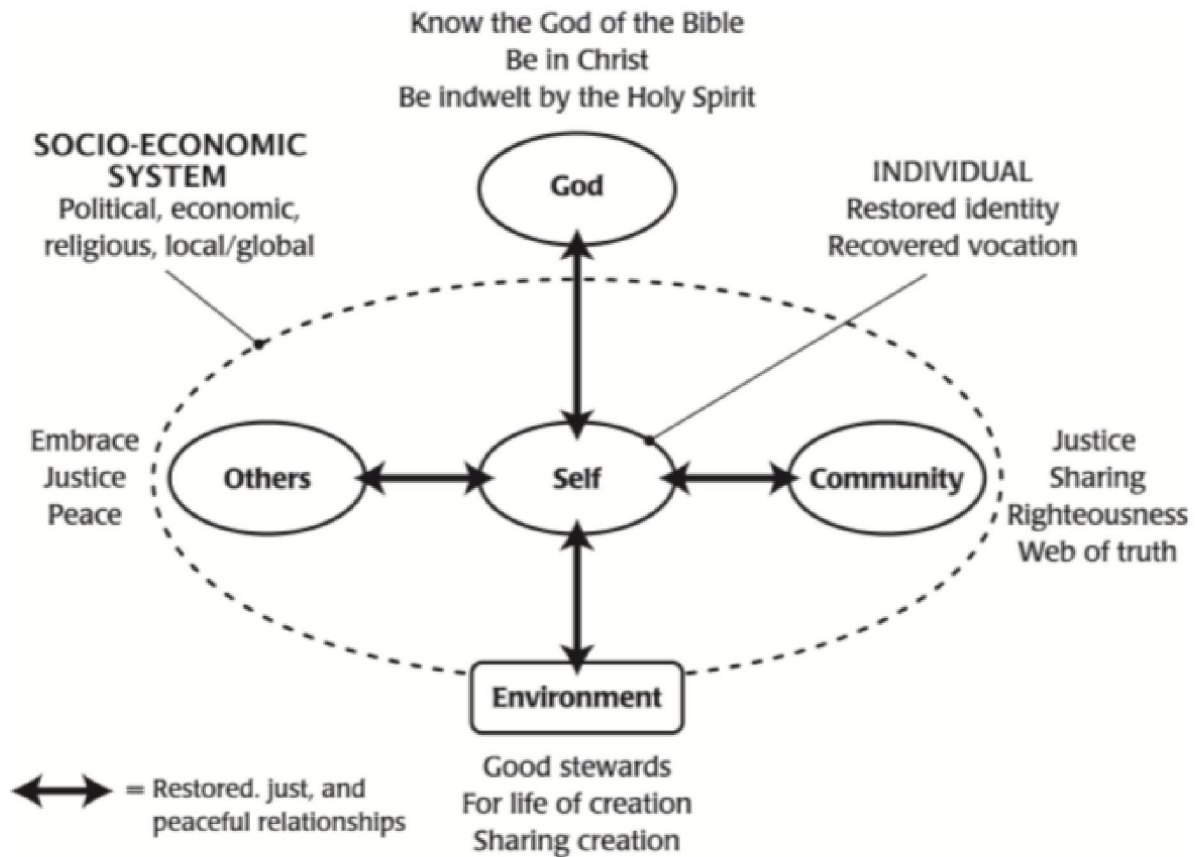 Know the God of the Bible
Be in Christ
Be indwelt by the Holy Spirit
SOCIO-ECONOMIC
SYSTEM
Political, economic,
religious, local/global
God
INDIVIDUAL
Restored identity
Recovered vocation
Embrace
Justice
Peace
Others
Self
Community
Justice
Sharing
Righteousness
Web of truth
Environment
Good stewards
For life of creation
Sharing creation
= Restored. just, and
peaceful relationships